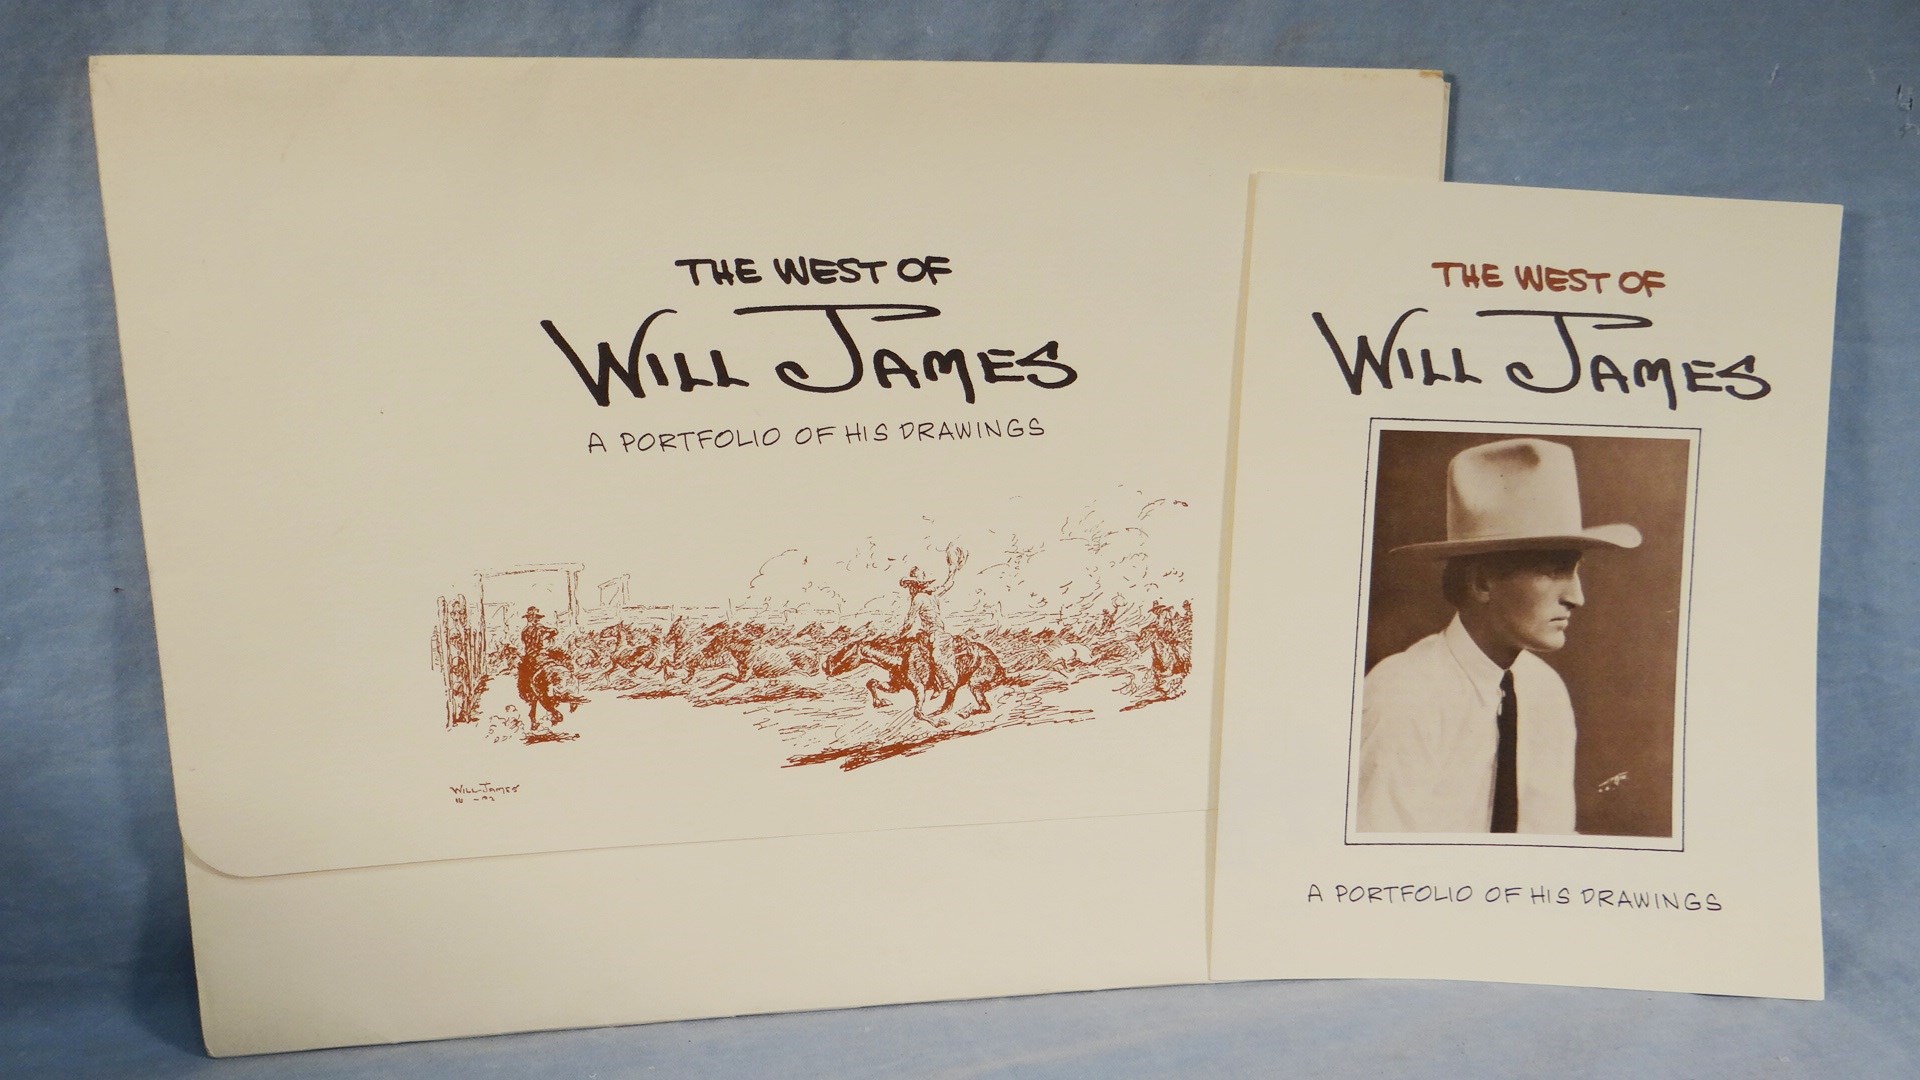 THE WEST OF
WILL JAMES
A PORTFOLIO OF HIS DRAWINGS
WILL-JAMES
THE WEST OF
WILL JAMES
A PORTFOLIO OF HIS DRAWINGS